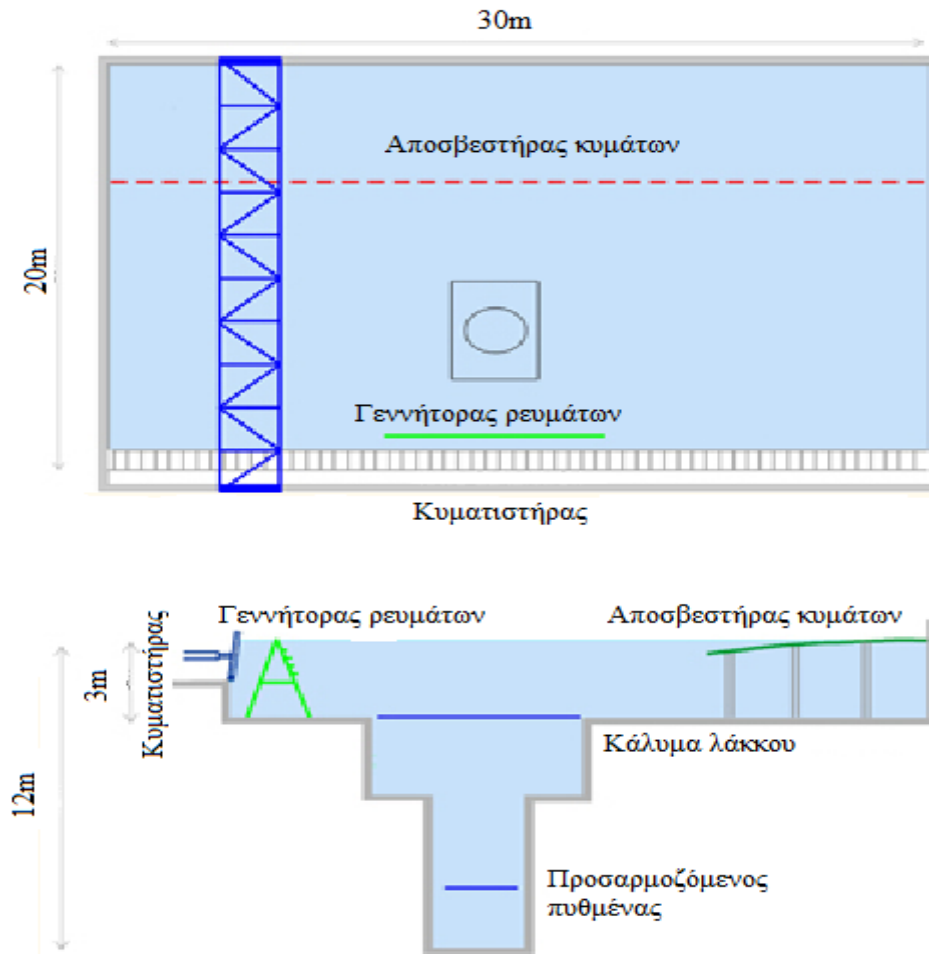 30m
Αποσβεστήρας κυμάτων
20m
Γεννήτορας ρευμάτων
Κυματιστήρας
Γεννήτορας ρευμάτων
Αποσβεστήρας κυμάτων
Κυματιστήρας
3m
12m
Κάλυμα λάκκου
Προσαρμοζόμενος
πυθμένας